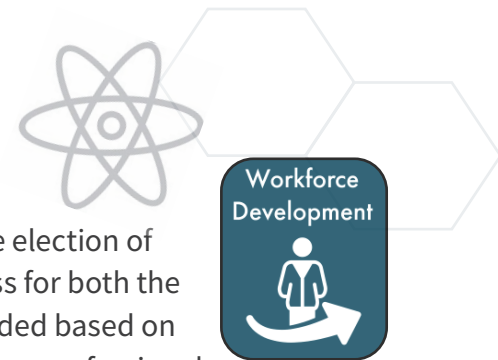 Workforce
Development
election of
ss for both the
ded based on